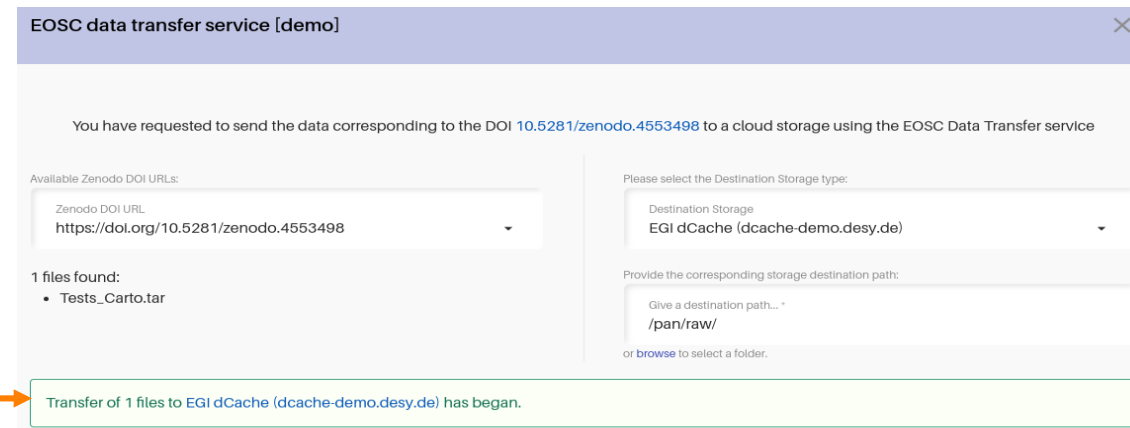 EOSC data transfer service [demo]
You have requested to send the data corresponding to the DOI 10.5281/zenodo.4553498 to a cloud storage using the EOSC Data Transfer service
Available Zenodo DOI URLs:
Zenodo DOI URL
https://doi.org/10.5281/zenodo.4553498
1 files found:
• Tests_Carto.tar
Please select the Destination Storage type:
Destination Storage
EGI dCache (dcache-demo.desy.de)
Provide the corresponding storage destination path:
Give a destination path... *
/pan/raw/
or browse to select a folder.
Transfer of 1 files to EGI dCache (dcache-demo.desy.de) has began.